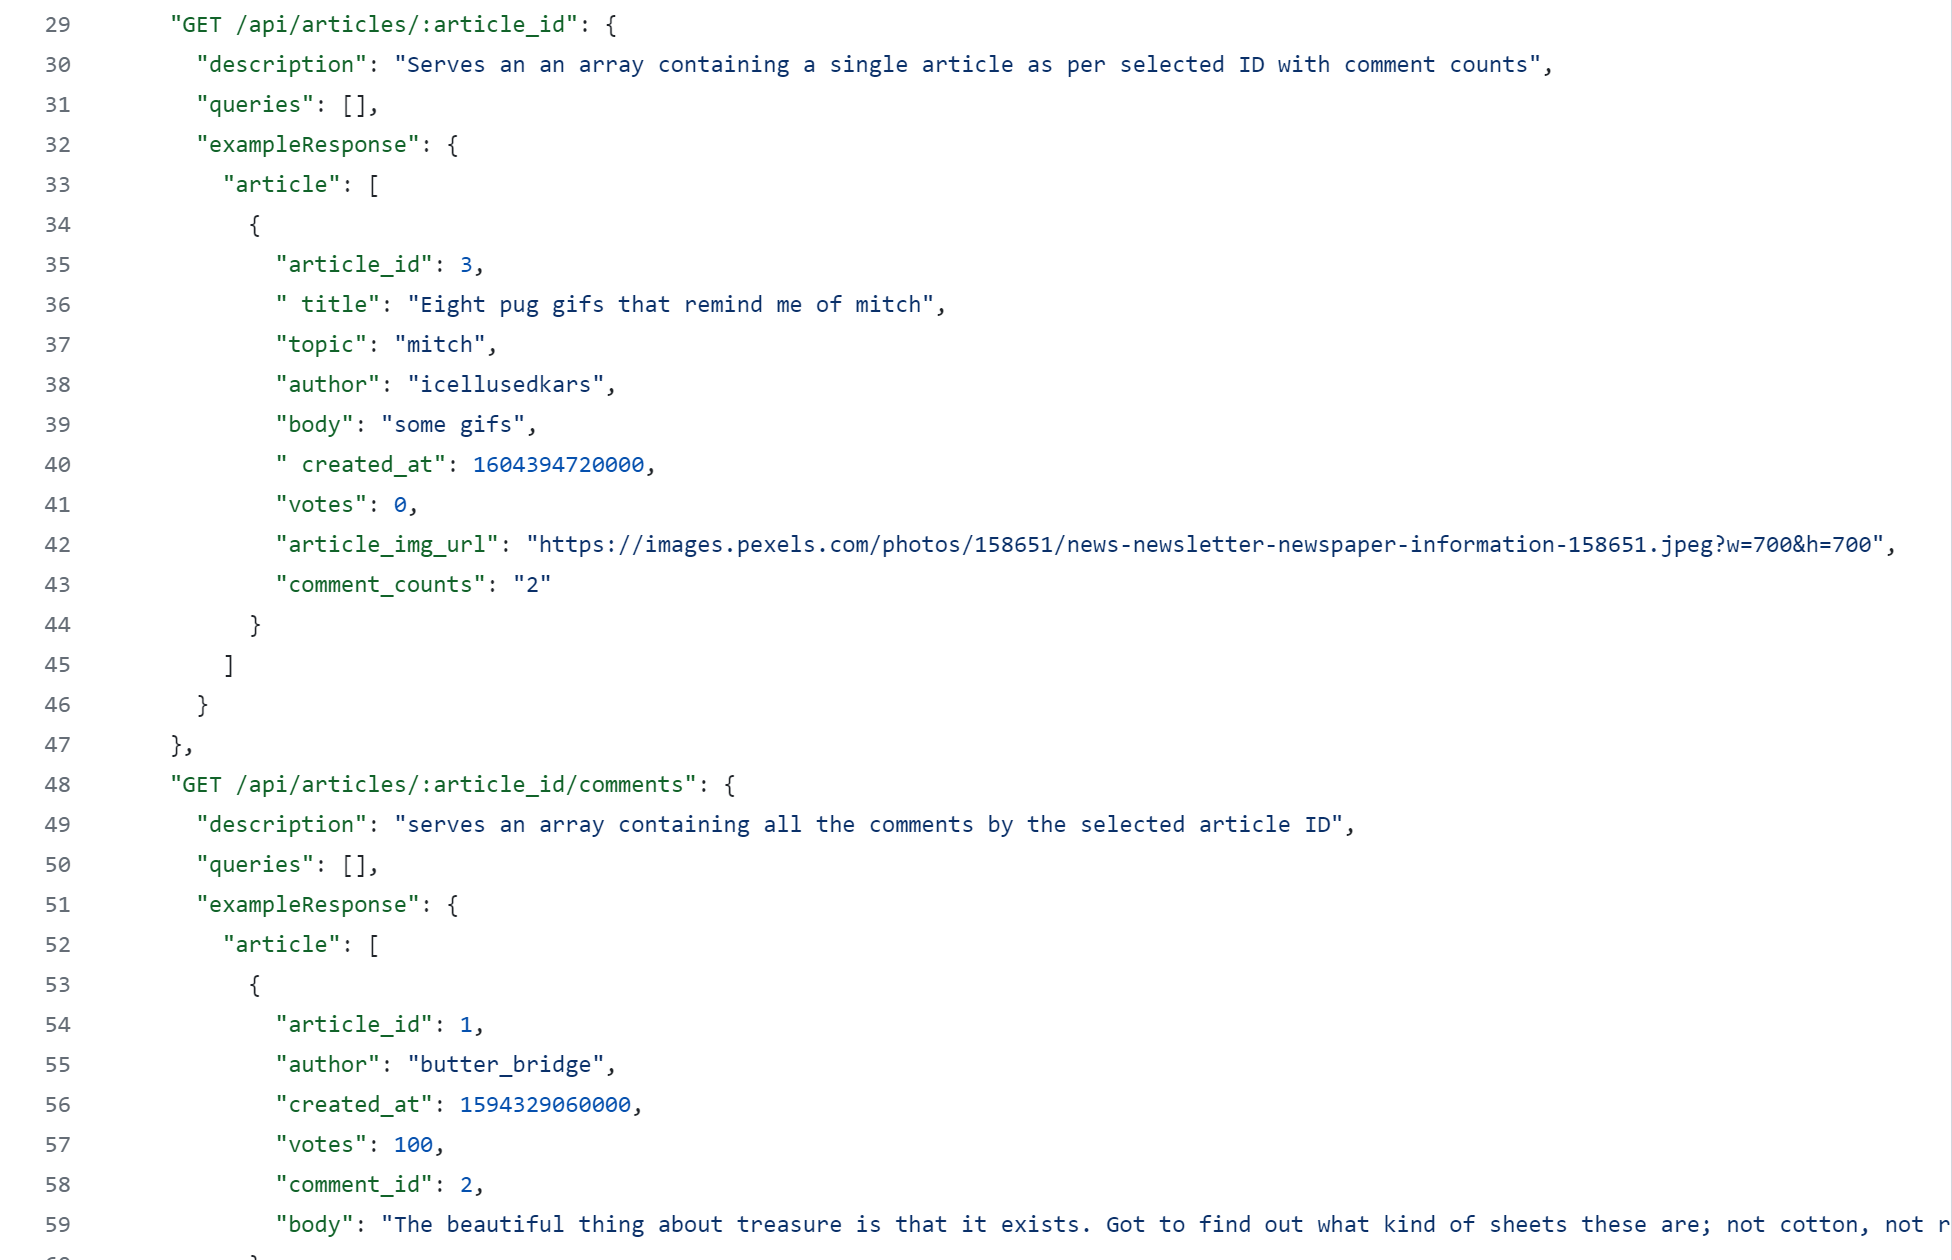 29 "GET /api/articles/:article_id": {
30 "description": "Serves an an array containing a single article as per selected ID with comment counts",
31 "queries": [],
32 "exampleResponse": {
33 "article": [
34 {
35 "article_id": 3,
36 " title": "Eight pug gifs that remind me of mitch",
37 "topic": "mitch",
38 "author": "icellusedkars",
39 "body": "some gifs",
40 " created_at": 1604394720000,
41 "votes": 0,
42 "article_img_url": "https://images.pexels.com/photos/158651/news-newsletter-newspaper-information-158651.jpeg?w=700&h=700",
43 "comment_counts": "2"
44 }
45 ]
46 }
47 },
48 "GET /api/articles/:article_id/comments": {
49 "description": "serves an array containing all the comments by the selected article ID",
50 "queries": [],
51 "exampleResponse": {
52 "article": [
53 {
54 "article_id": 1,
55 "author": "butter_bridge",
56 "created_at": 1594329060000,
57 "votes": 100,
58 "comment_id": 2,
59 "body": "The beautiful thing about treasure is that it exists. Got to find out what kind of sheets these are; not cotton, not